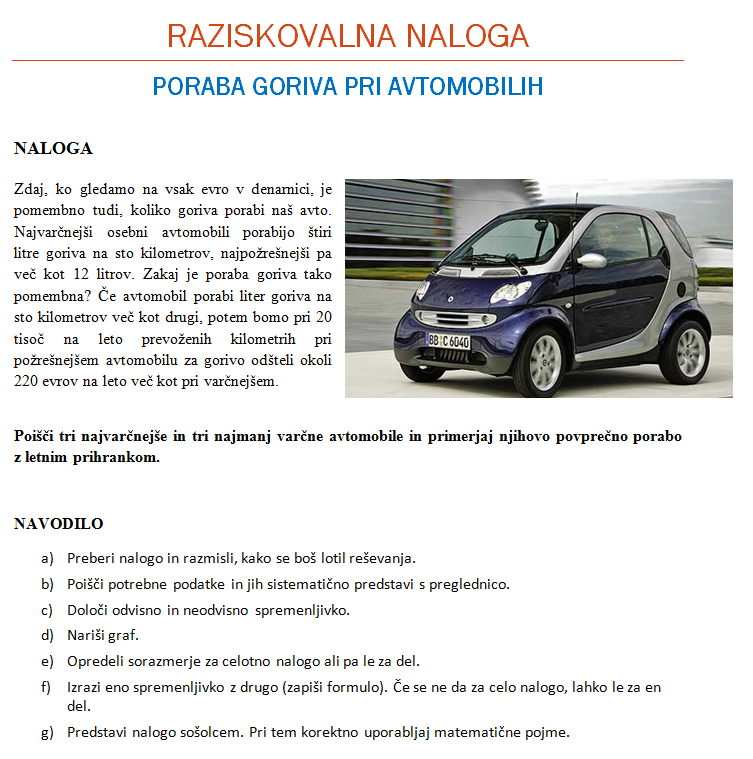 RAZISKOVALNA NALOGA
PORABA GORIVA PRI AVTOMOBILIH
NALOGA
Zdaj, ko gledamo na vsak evro v denarnici, je
pomembno tudi, koliko goriva porabi naš avto.
Najvarčnejši osebni avtomobili porabijo štiri
litre goriva na sto kilometrov, najpožrešnejši pa
več kot 12 litrov. Zakaj je poraba goriva tako
pomembna? Če avtomobil porabi liter goriva na
sto kilometrov več kot drugi, potem bomo pri 20
tisoč na leto prevoženih kilometrih pri
požrešnejšem avtomobilu za gorivo odšteli okoli
220 evrov na leto več kot pri varčnejšem.
BB C 6040
Poišči tri najvarčnejše in tri najmanj varčne avtomobile in primerjaj njihovo povprečno porabo
z letnim prihrankom.
NAVODILO
a) Preberi nalogo in razmisli, kako se boš lotil reševanja.
b) Poišči potrebne podatke in jih sistematično predstavi s preglednico.
c) Določi odvisno in neodvisno spremenljivko.
d) Nariši graf.
e) Opredeli sorazmerje za celotno nalogo ali pa le za del.
f) Izrazi eno spremenljivko z drugo (zapiši formulo). Če se ne da za celo nalogo, lahko le za en
del.
g) Predstavi nalogo sošolcem. Pri tem korektno uporabljaj matematične pojme.